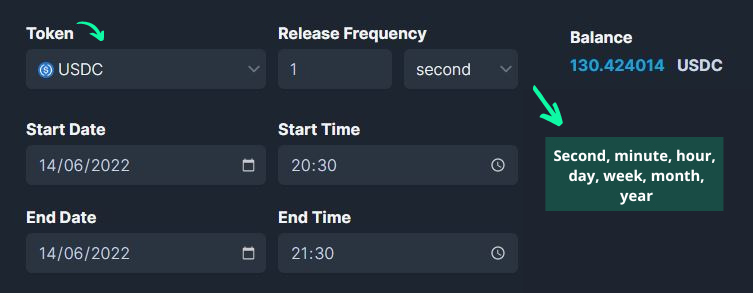 Token
USDC
Release Frequency
1
second
Balance
130.424014 USDC
Start Date
14/06/2022
Start Time
20:30
Second, minute, hour,
day, week, month,
year
End Date
14/06/2022
End Time
21:30